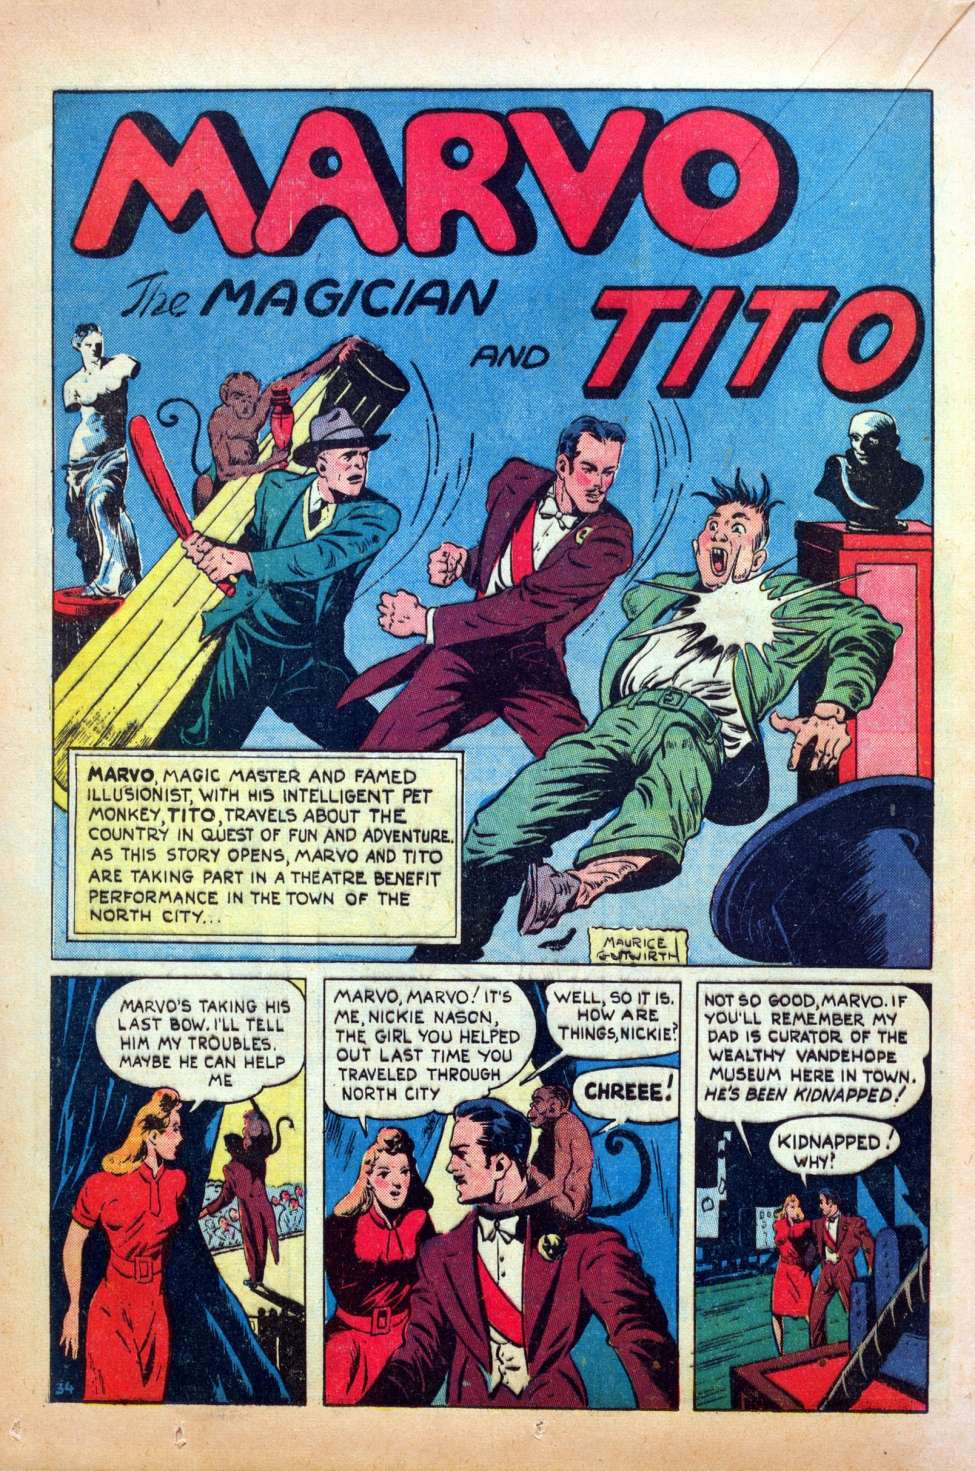 MARVO
The MAGICIAN
AND TITO
MARVO, MAGIC MASTER AND FAMED
ILLUSIONIST, WITH HIS INTELLIGENT PET
MONKEY, TITO, TRAVELS ABOUT THE
COUNTRY IN QUEST OF FUN AND ADVENTURE.
AS THIS STORY OPENS, MARVO AND TITO
ARE TAKING PART IN A THEATRE BENEFIT
PERFORMANCE IN THE TOWN OF THE
NORTH CITY...
MAURICE
GUTWIRTH
MARVO'S TAKING HIS
LAST BOW. I'LL TELL
HIM MY TROUBLES.
MAYBE HE CAN HELP
ME
34
MARVO, MARVO! IT'S
ME, NICKIE NASON,
THE GIRL YOU HELPED
OUT LAST TIME YOU
TRAVELED THROUGH
NORTH CITY
WELL, SO IT IS.
HOW ARE
THINGS, NICKIE?
CHREEE!
NOT SO GOOD, MARVO. IF
YOU'LL REMEMBER MY
DAD IS CURATOR OF THE
WEALTHY VANDEHOPE
MUSEUM HERE IN TOWN.
HE'S BEEN KIDNAPPED!
KIDNAPPED!
WHY?